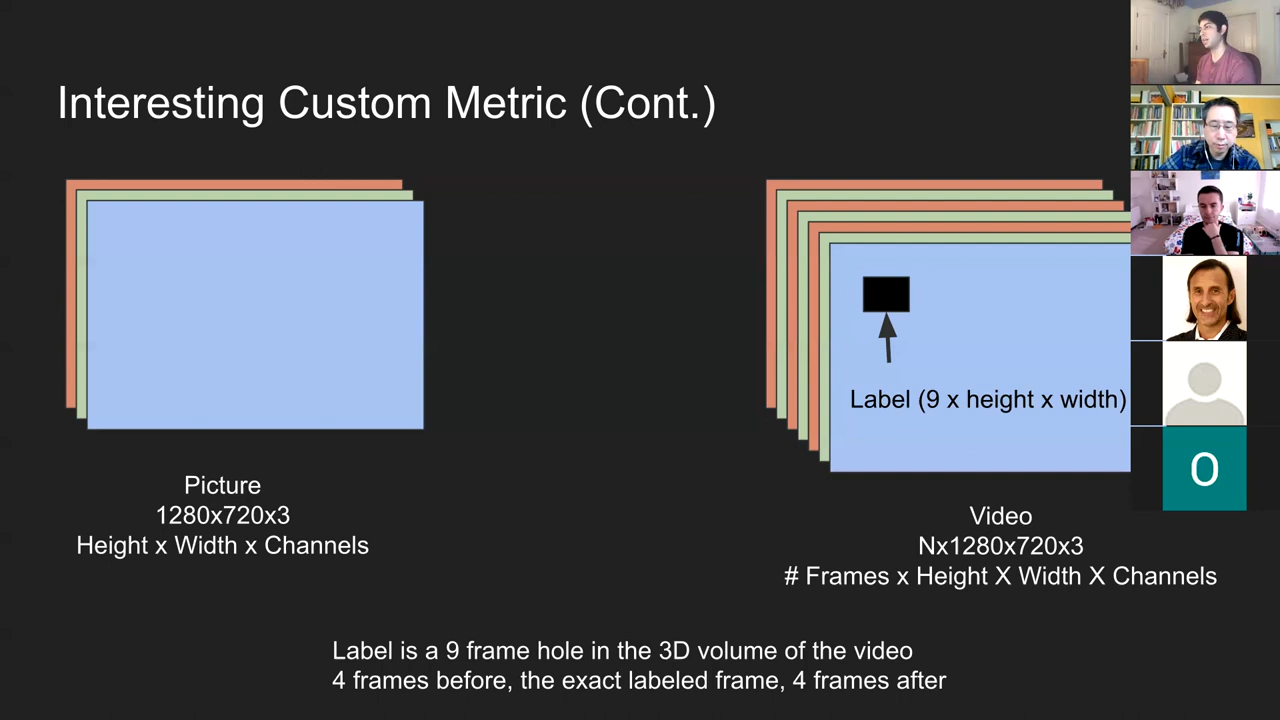 Interesting Custom Metric (Cont.)
Label (9 x height x width)
Picture
1280x720x3
Height x Width x Channels
Video
Nx1280x720x3
# Frames x Height X Width X Channels
O
Label is a 9 frame hole in the 3D volume of the video
4 frames before, the exact labeled frame, 4 frames after